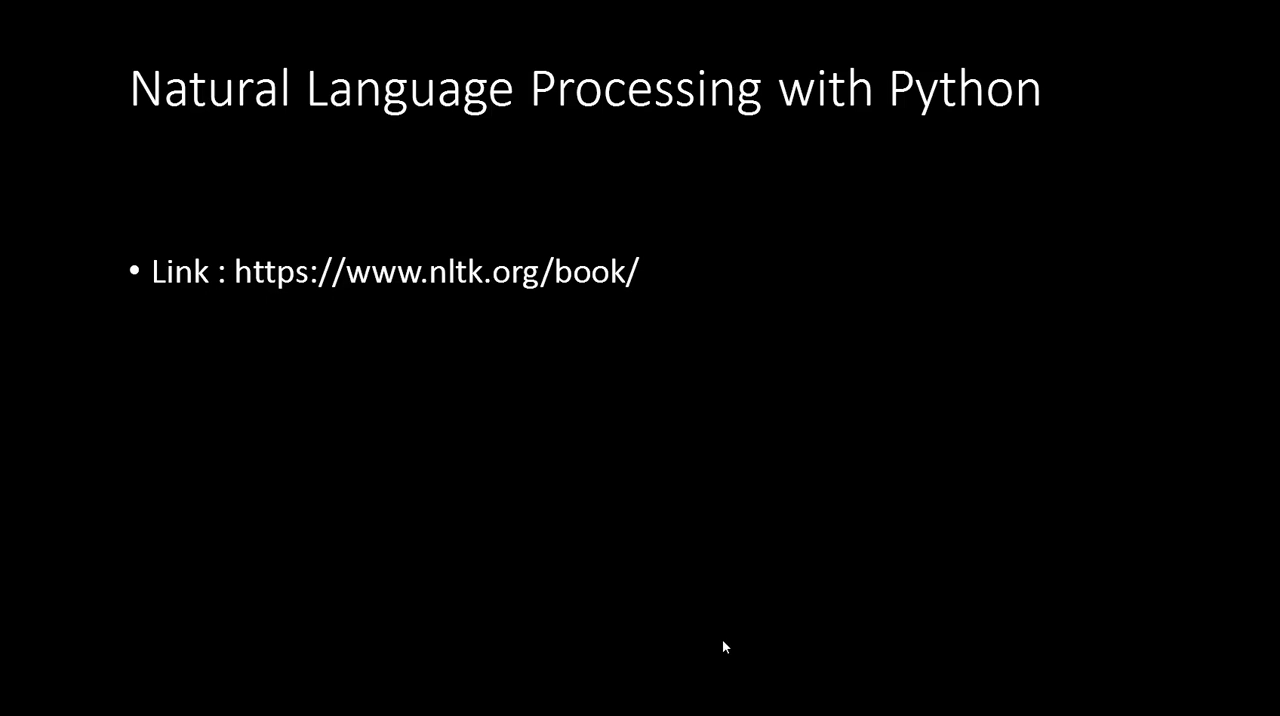 Natural Language Processing with Python
• Link : https://www.nltk.org/book/